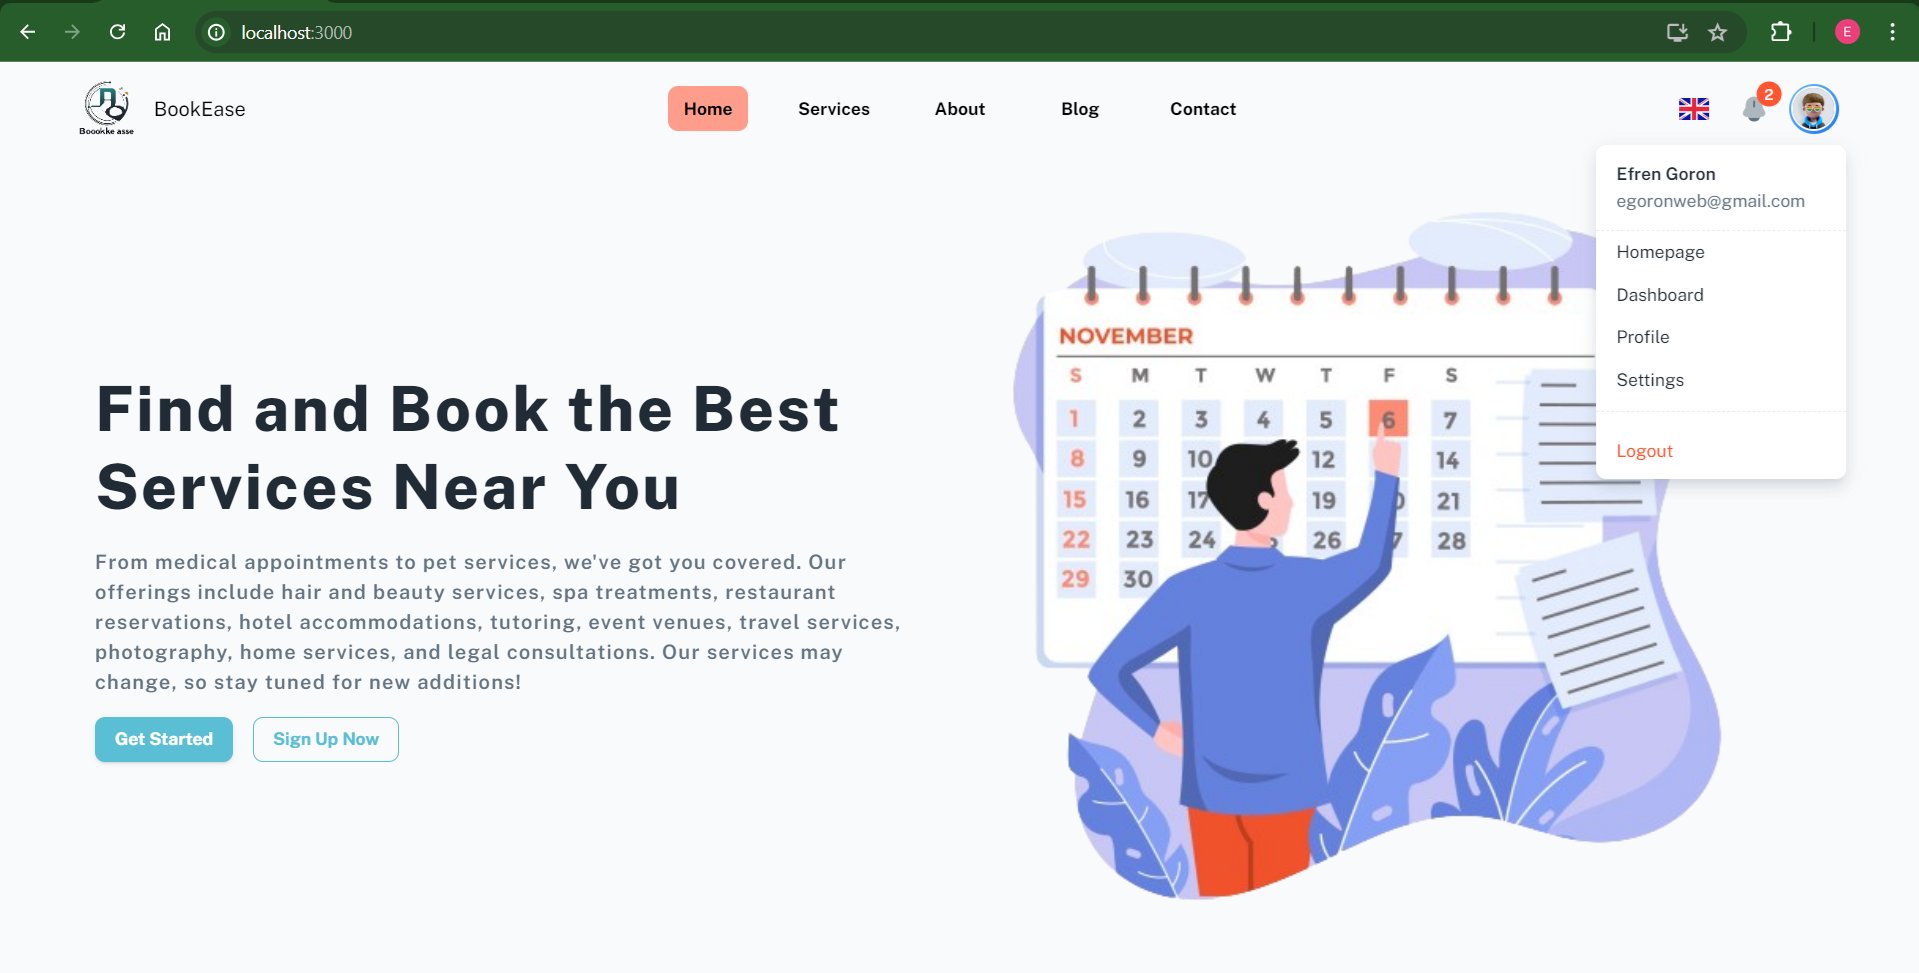 localhost:3000
E
Boookke asse
BookEase
Home
Services
About
Blog
Contact
2
Efren Goron
egoronweb@gmail.com
Homepage
Dashboard
Profile
Settings
Logout
Find and Book the Best
Services Near You
From medical appointments to pet services, we've got you covered. Our
offerings include hair and beauty services, spa treatments, restaurant
reservations, hotel accommodations, tutoring, event venues, travel services,
photography, home services, and legal consultations. Our services may
change, so stay tuned for new additions!
Get Started
Sign Up Now
NOVEMBER
S M T W T F S
1 2 3 4 5 6 7
8 9 10 12 14
15 16 17 19 21
22 23 24 26 28
29 30